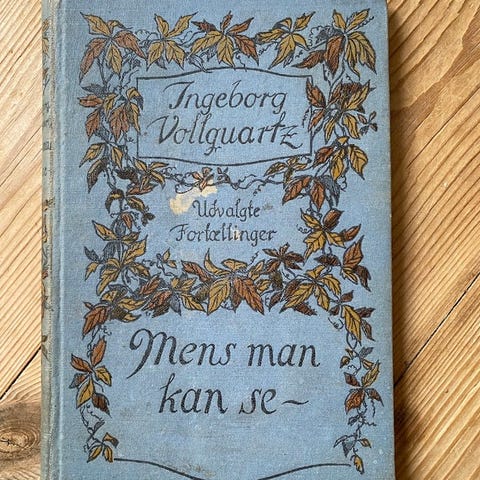 Ingeborg
Vollquartz
Udvalgte
Fortællinger
Mens man
kan se~